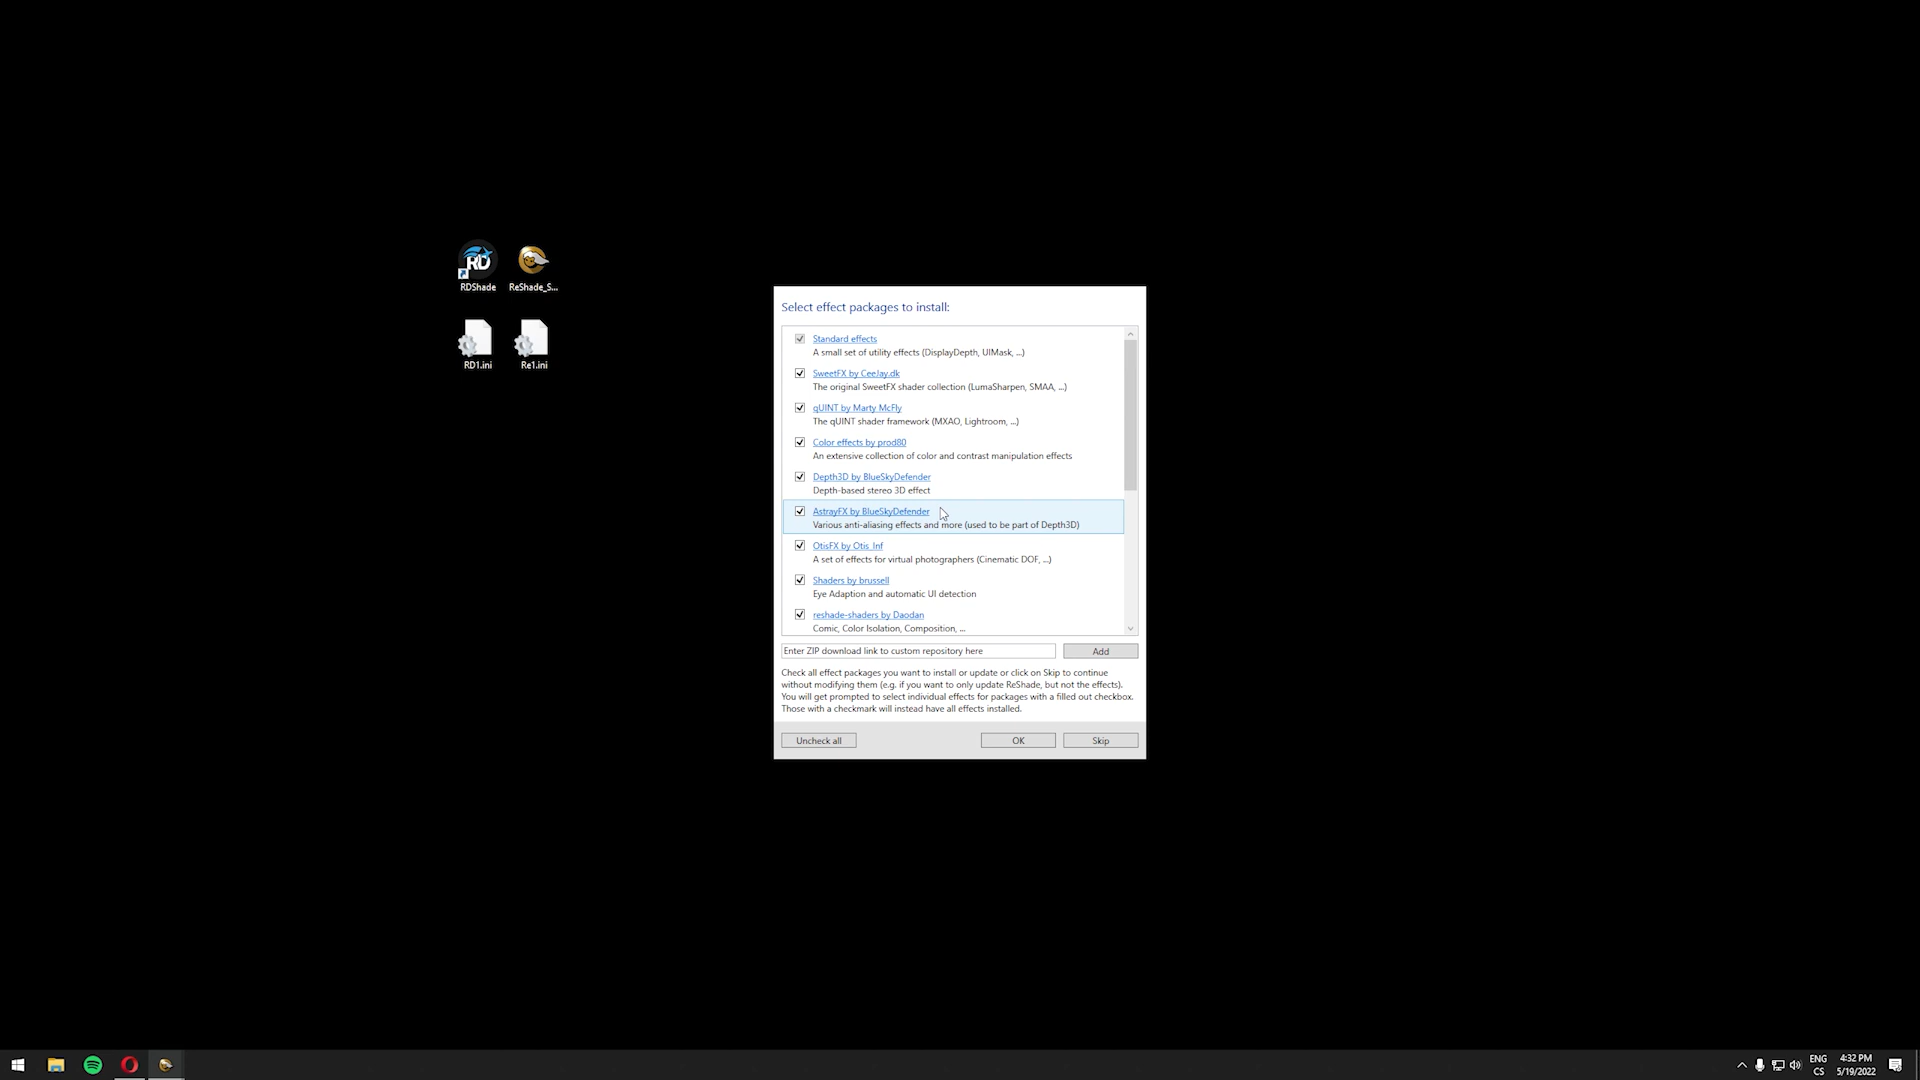 RDShade
ReShade_S...
RD1.ini
Re1.ini
Select effect packages to install:
Standard effects
A small set of utility effects (DisplayDepth, UIMask, ...)
SweetFX by CeeJay.dk
The original SweetFX shader collection (LumaSharpen, SMAA, ...)
qUINT by Marty McFly
The qUINT shader framework (MXAO, Lightroom, ...)
Color effects by prod80
An extensive collection of color and contrast manipulation effects
Depth3D by BlueSkyDefender
Depth-based stereo 3D effect
AstrayFX by BlueSkyDefender
Various anti-aliasing effects and more (used to be part of Depth3D)
OtisFX by Otis_Inf
A set of effects for virtual photographers (Cinematic DOF, ...)
Shaders by brussell
Eye Adaption and automatic UI detection
reshade-shaders by Daodan
Comic, Color Isolation, Composition, ...
Enter ZIP download link to custom repository here
Add
Check all effect packages you want to install or update or click on Skip to continue
without modifying them (e.g. if you want to only update ReShade, but not the effects).
You will get prompted to select individual effects for packages with a filled out checkbox.
Those with a checkmark will instead have all effects installed.
Uncheck all
OK
Skip
RD
ENG
CS
4:32 PM
5/19/2022